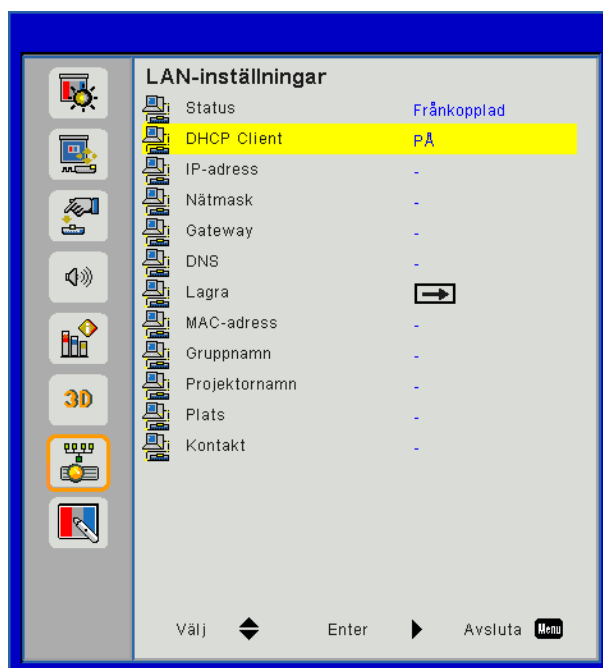 LAN-inställningar
Status Frånkopplad
DHCP Client PÅ
IP-adress -
Nätmask -
Gateway -
DNS -
Lagra
MAC-adress -
Gruppnamn -
Projektornamn -
Plats -
Kontakt -
3D
Välj Enter Avsluta Menu